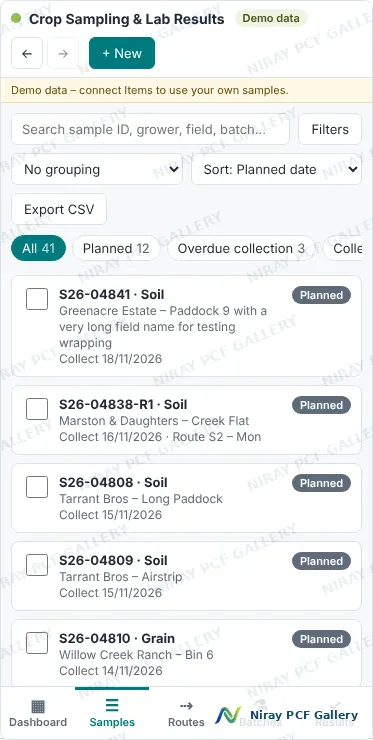 Crop Sampling & Lab Results Demo data
← → + New
Demo data – connect Items to use your own samples.
Search sample ID, grower, field, batch... Filters
No grouping Sort: Planned date
Export CSV
All 41 Planned 12 Overdue collection 3 Colle
S26-04841 · Soil Planned
Greenacre Estate – Paddock 9 with a
very long field name for testing
wrapping
Collect 18/11/2026
S26-04838-R1 · Soil Planned
Marston & Daughters – Creek Flat
Collect 16/11/2026 · Route S2 – Mon
S26-04808 · Soil Planned
Tarrant Bros – Long Paddock
Collect 15/11/2026
S26-04809 · Soil Planned
Tarrant Bros – Airstrip
Collect 15/11/2026
S26-04810 · Grain Planned
Willow Creek Ranch – Bin 6
Collect 14/11/2026
Dashboard Samples Routes Batches Results
Niray PCF Gallery
NIRAY PCF GALLERY